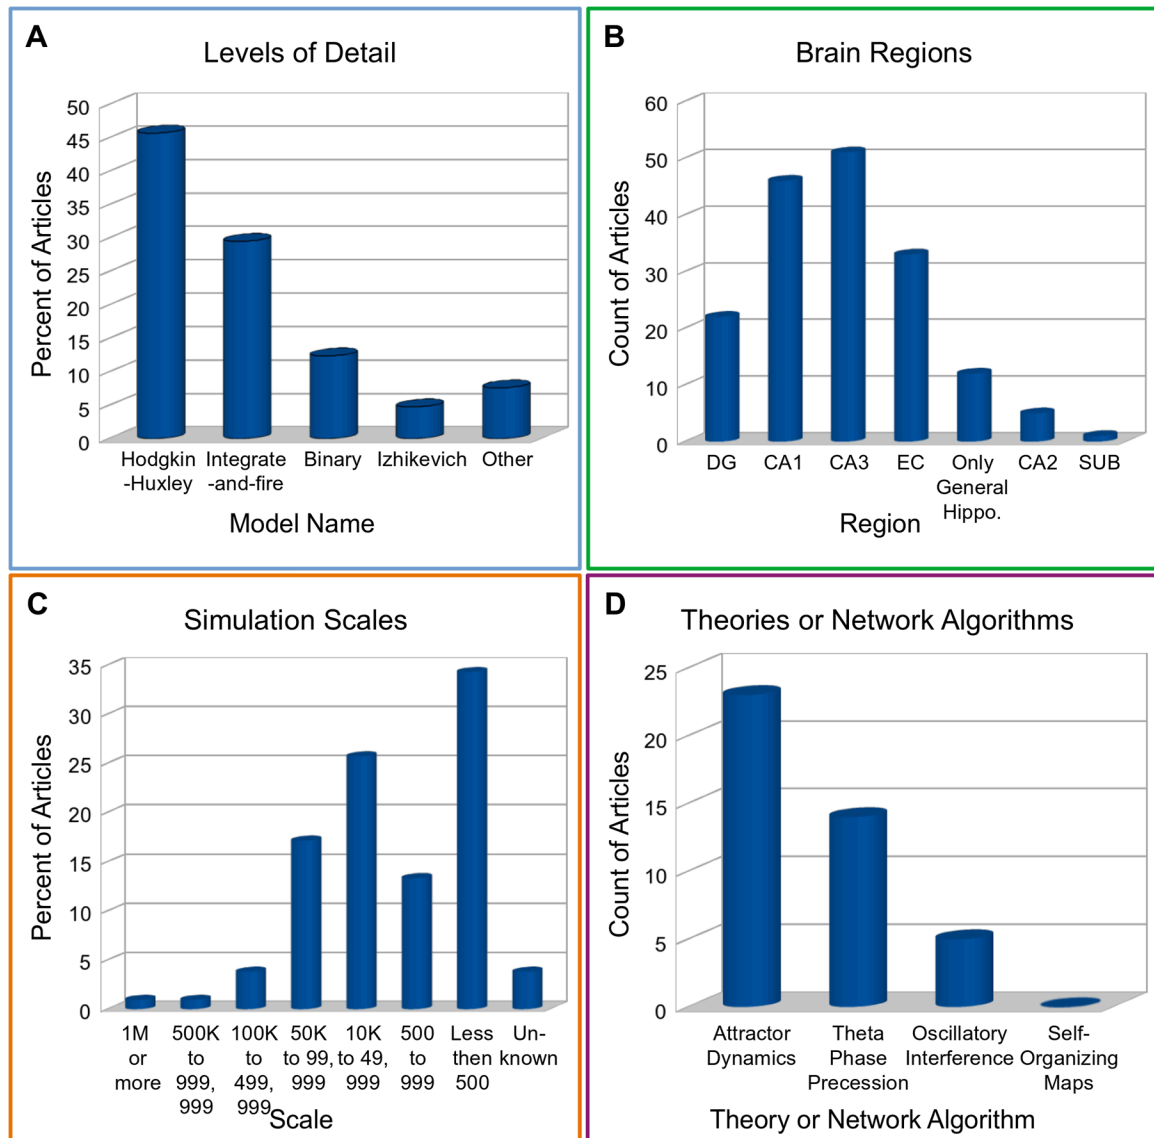 A
Levels of Detail
50
45
40
35
30
25
20
15
10
5
0
Percent of Articles
Hodgkin
-Huxley
Integrate
-and-fire
Binary
Izhikevich
Other
Model Name
B
Brain Regions
60
50
40
30
20
10
0
Count of Articles
DG
CA1
CA3
EC
Only
General
Hippo.
CA2
SUB
Region
C
Simulation Scales
35
30
25
20
15
10
5
0
Percent of Articles
1M
or
more
500K
to
999,
999
100K
to
499,
999
50K
to 99,
999
10K
to 49,
999
500
to
999
Less
then
500
Un-
known
Scale
D
Theories or Network Algorithms
25
20
15
10
5
0
Count of Articles
Attractor
Dynamics
Theta
Phase
Precession
Oscillatory
Interference
Self-
Organizing
Maps
Theory or Network Algorithm